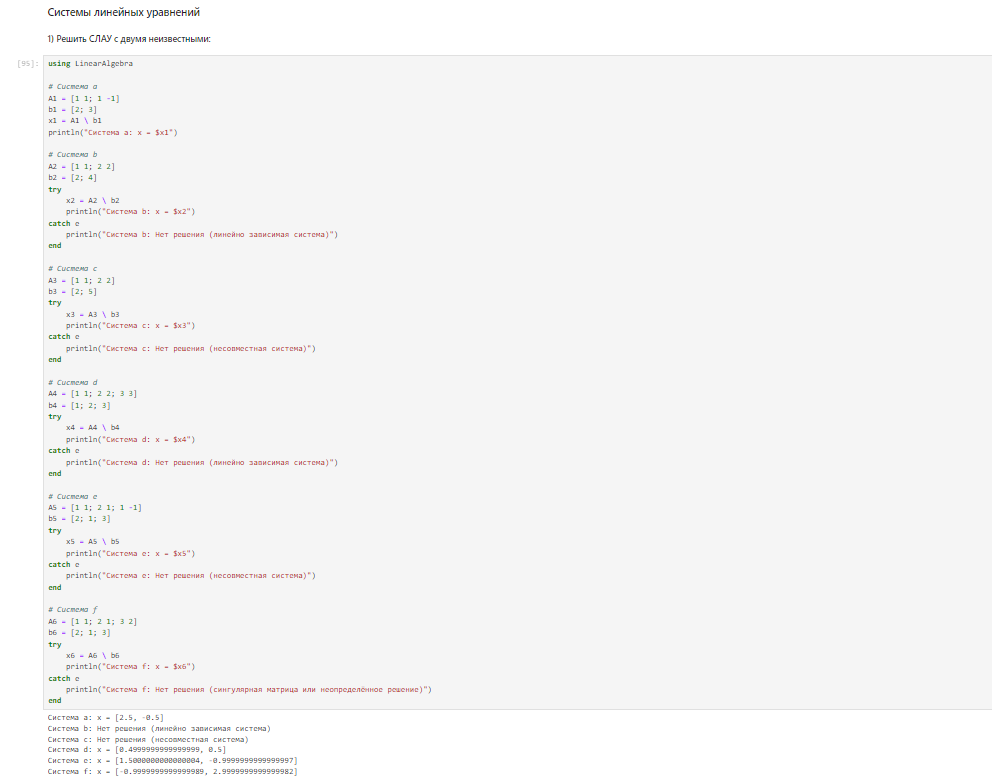 Системы линейных уравнений
1) Решить СЛАУ с двумя неизвестными:
[95]:
using LinearAlgebra
# Система a
A1 = [1 1; 1 -1]
b1 = [2; 3]
x1 = A1 \ b1
println("Система a: x = $x1")
# Система b
A2 = [1 1; 2 2]
b2 = [2; 4]
try
    x2 = A2 \ b2
    println("Система b: x = $x2")
catch e
    println("Система b: Нет решения (линейно зависимая система)")
end
# Система c
A3 = [1 1; 2 2]
b3 = [2; 5]
try
    x3 = A3 \ b3
    println("Система c: x = $x3")
catch e
    println("Система c: Нет решения (несовместная система)")
end
# Система d
A4 = [1 1; 2 2; 3 3]
b4 = [1; 2; 3]
try
    x4 = A4 \ b4
    println("Система d: x = $x4")
catch e
    println("Система d: Нет решения (линейно зависимая система)")
end
# Система e
A5 = [1 1; 2 1; 1 -1]
b5 = [2; 1; 3]
try
    x5 = A5 \ b5
    println("Система e: x = $x5")
catch e
    println("Система e: Нет решения (несовместная система)")
end
# Система f
A6 = [1 1; 2 1; 3 2]
b6 = [2; 1; 3]
try
    x6 = A6 \ b6
    println("Система f: x = $x6")
catch e
    println("Система f: Нет решения (сингулярная матрица или неопределённое решение)")
end
Система a: x = [2.5, -0.5]
Система b: Нет решения (линейно зависимая система)
Система c: Нет решения (несовместная система)
Система d: x = [0.4999999999999999, 0.5]
Система e: x = [1.5000000000000004, -0.9999999999999997]
Система f: x = [-0.9999999999999989, 2.9999999999999982]